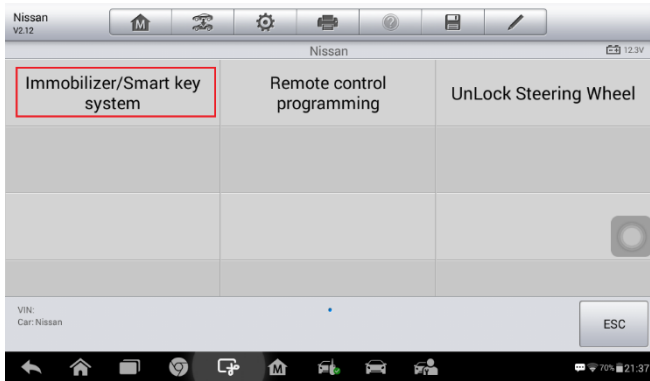 Nissan
V2.12
M
Nissan
12.3V
Immobilizer/Smart key
system
Remote control
programming
UnLock Steering Wheel
VIN:
Car: Nissan
ESC
M
70%
21:37